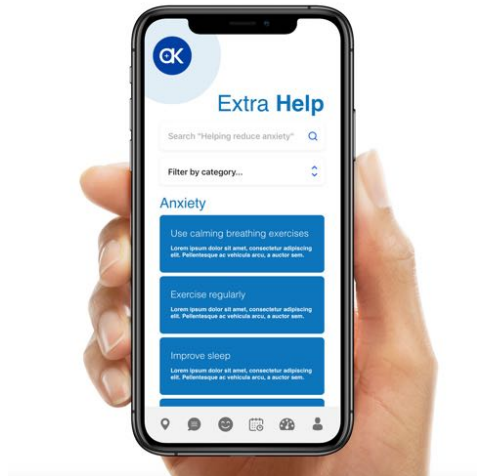 OK
Extra Help
Search "Helping reduce anxiety"
Filter by category...
Anxiety
Use calming breathing exercises
Lorem ipsum dolor sit amet, consectetur adipiscing
elit. Pellentesque ac vehicula arcu, a auctor sem.
Exercise regularly
Lorem ipsum dolor sit amet, consectetur adipiscing
elit. Pellentesque ac vehicula arcu, a auctor sem.
Improve sleep
Lorem ipsum dolor sit amet, consectetur adipiscing
elit. Pellentesque ac vehicula arcu, a auctor sem.